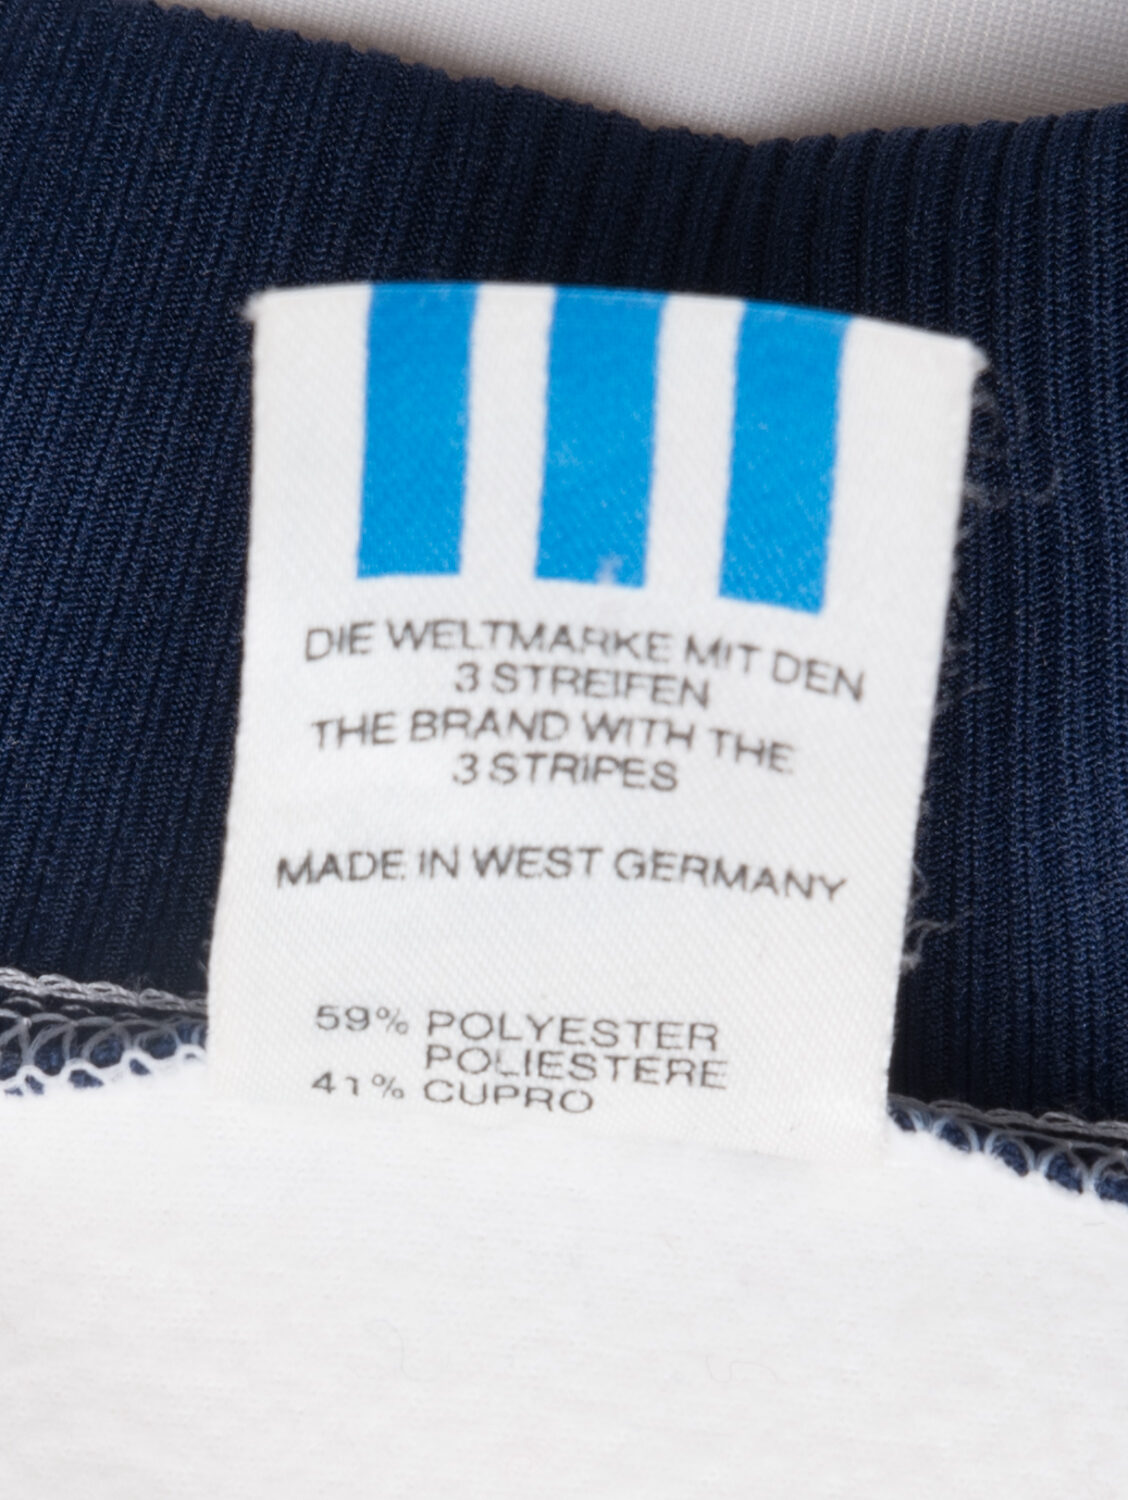 DIE WELTMARKE MIT DEN
3 STREIFEN
THE BRAND WITH THE
3 STRIPES
MADE IN WEST GERMANY
59% POLYESTER
POLIESTERE
41% CUPRO